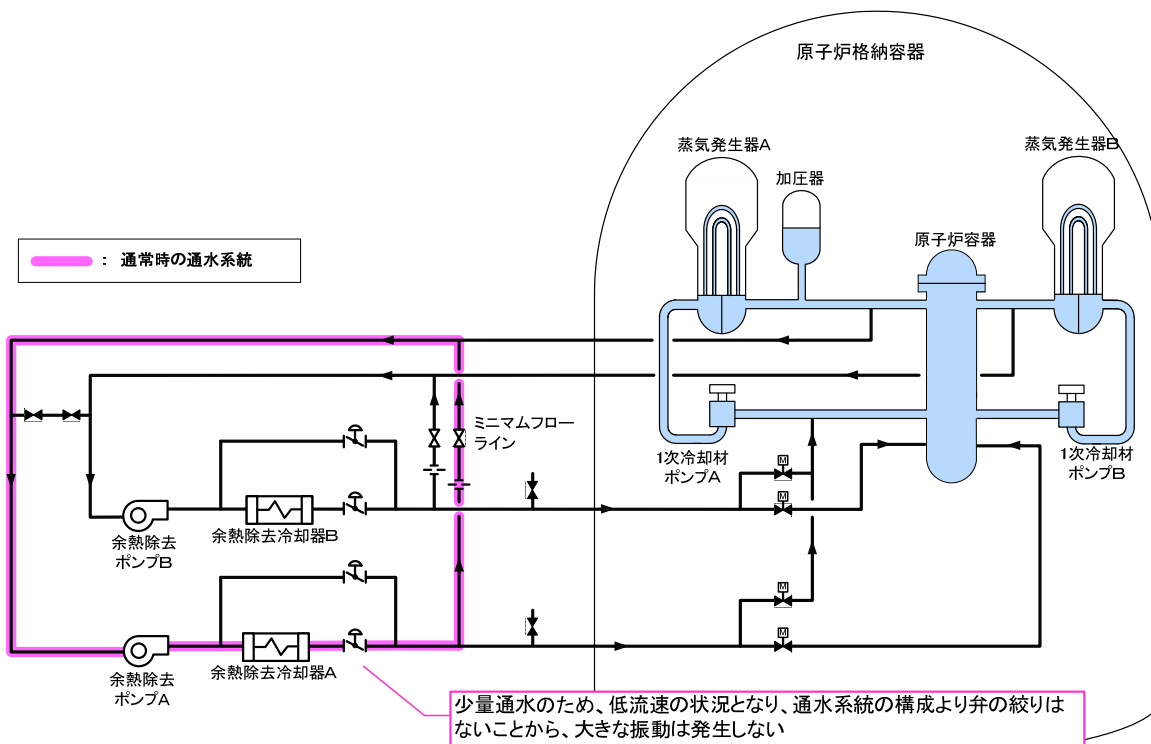 原子炉格納容器
蒸気発生器A
蒸気発生器B
加圧器
原子炉容器
： 通常時の通水系統
ミニマムフロー
ライン
1次冷却材
ポンプA
1次冷却材
ポンプB
M
M
余熱除去
ポンプB
余熱除去冷却器B
M
M
余熱除去
ポンプA
余熱除去冷却器A
少量通水のため、低流速の状況となり、通水系統の構成より弁の絞りは
ないことから、大きな振動は発生しない